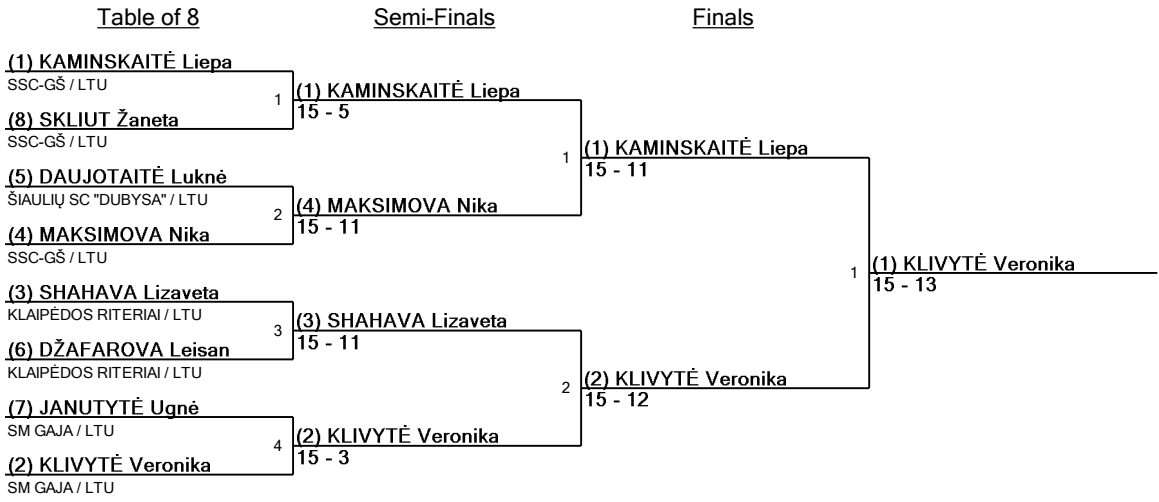 Table of 8
Semi-Finals
Finals
(1) KAMINSKAITĖ Liepa
SSC-GŠ / LTU
1
(8) SKLIUT Žaneta
SSC-GŠ / LTU
(5) DAUJOTAITĖ Luknė
ŠIAULIŲ SC "DUBYSA" / LTU
2
(4) MAKSIMOVA Nika
SSC-GŠ / LTU
(3) SHAHAVA Lizaveta
KLAIPĖDOS RITERIAI / LTU
3
(6) DŽAFAROVA Leisan
KLAIPĖDOS RITERIAI / LTU
(7) JANUTYTĖ Ugnė
SM GAJA / LTU
4
(2) KLIVYTĖ Veronika
SM GAJA / LTU
(1) KAMINSKAITĖ Liepa
15 - 5
1
(4) MAKSIMOVA Nika
15 - 11
(3) SHAHAVA Lizaveta
15 - 11
2
(2) KLIVYTĖ Veronika
15 - 3
(1) KAMINSKAITĖ Liepa
15 - 11
1
(2) KLIVYTĖ Veronika
15 - 12
(1) KLIVYTĖ Veronika
15 - 13